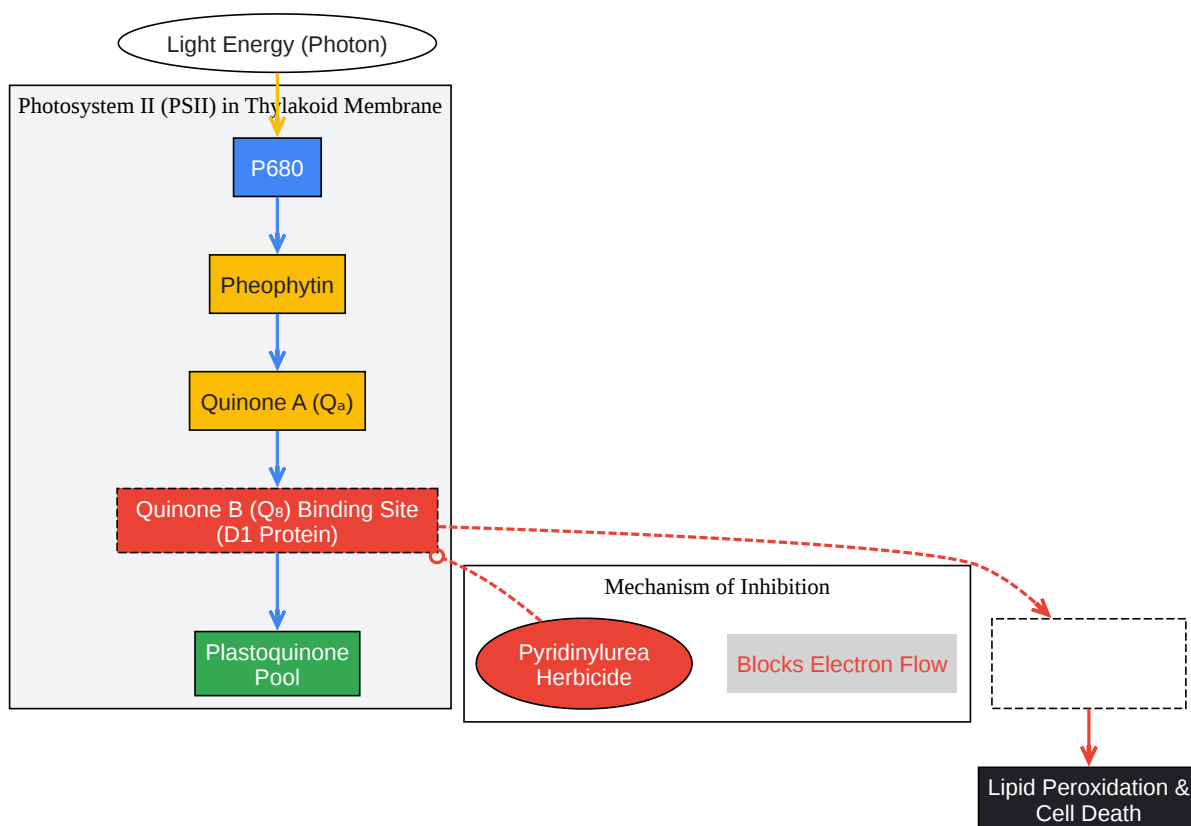 Light Energy (Photon)
Photosystem II (PSII) in Thylakoid Membrane
P680
Pheophytin
Quinone A (Qₐ)
Quinone B (Q₈) Binding Site
(D1 Protein)
Mechanism of Inhibition
Plastoquinone
Pool
Pyridinylurea
Herbicide
Blocks Electron Flow
Lipid Peroxidation &
Cell Death